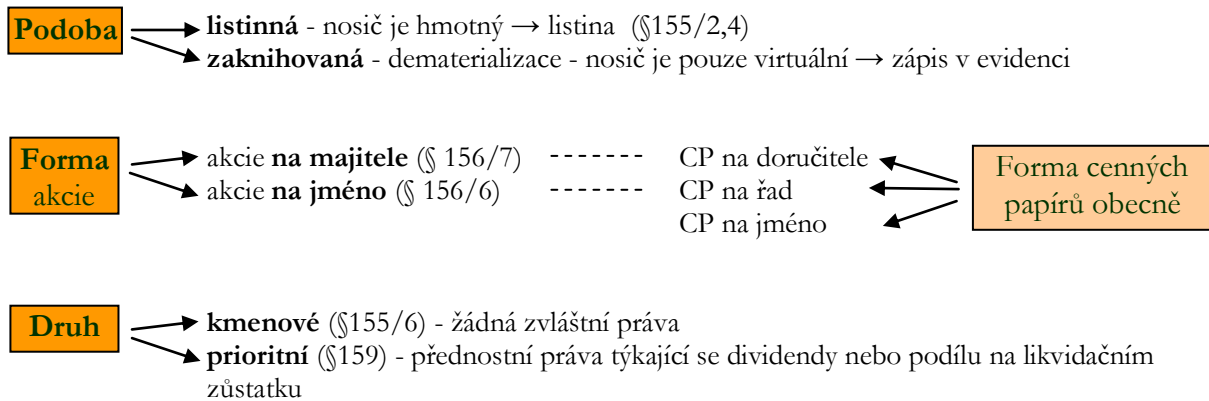 Podoba
listinná - nosič je hmotný → listina (§155/2,4)
zaknihovaná - dematerializace - nosič je pouze virtuální → zápis v evidenci
Forma
akcie
akcie na majitele (§ 156/7) ------- CP na doručitele
akcie na jméno (§ 156/6) ------- CP na řad
CP na jméno
Forma cenných
papírů obecně
Druh
kmenové (§155/6) - žádná zvláštní práva
prioritní (§159) - přednostní práva týkající se dividendy nebo podílu na likvidačním
zůstatku